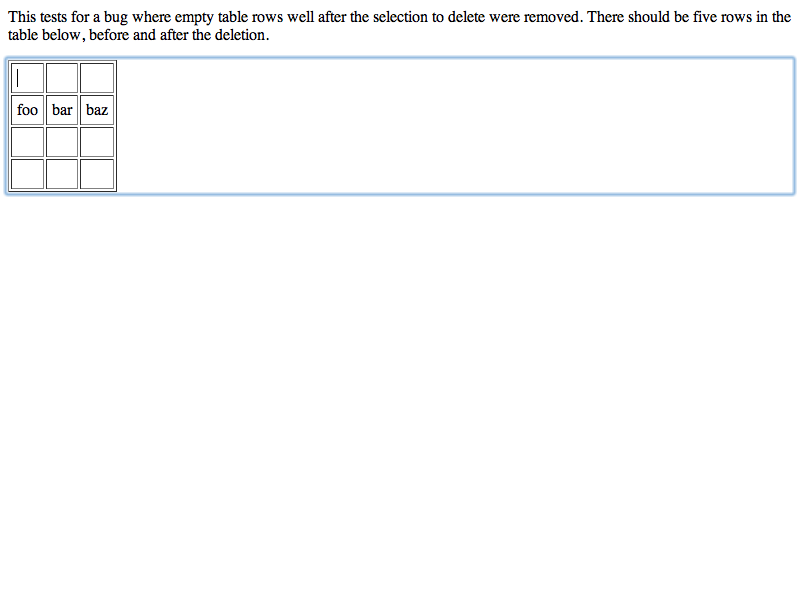 This tests for a bug where empty table rows well after the selection to delete were removed. There should be five rows in the
table below, before and after the deletion.
foo bar baz